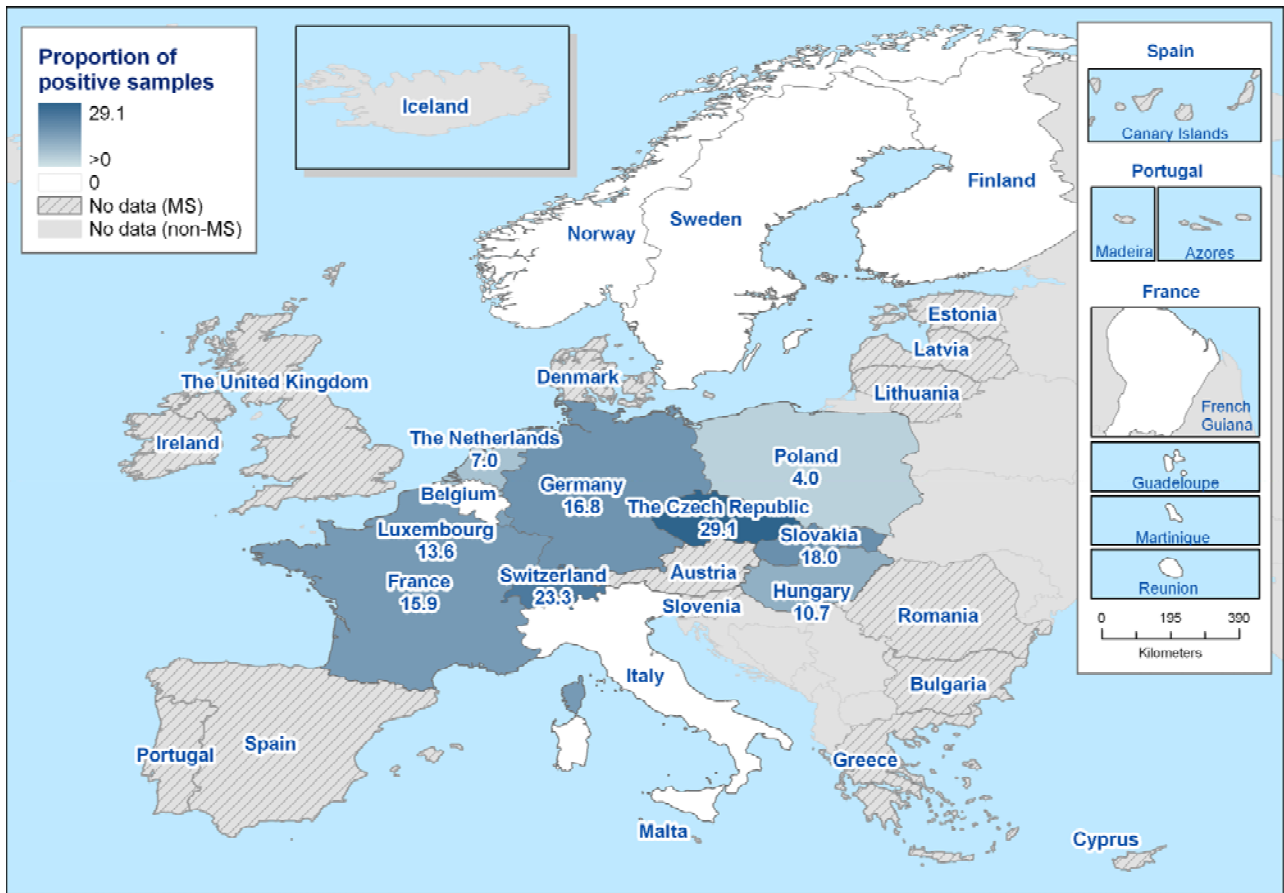 Proportion of
positive samples
29.1
>0
0
No data (MS)
No data (non-MS)
Iceland
Norway
Sweden
Finland
Estonia
Latvia
Lithuania
Denmark
The United Kingdom
Ireland
The Netherlands
7.0
Belgium
Luxembourg
13.6
Germany
16.8
Poland
4.0
The Czech Republic
29.1
Slovakia
18.0
France
15.9
Switzerland
23.3
Austria
Hungary
10.7
Slovenia
Romania
Italy
Bulgaria
Portugal
Spain
Greece
Malta
Cyprus
Spain
Canary Islands
Portugal
Madeira
Azores
France
French
Guiana
Guadeloupe
Martinique
Reunion
0 195 390
Kilometers